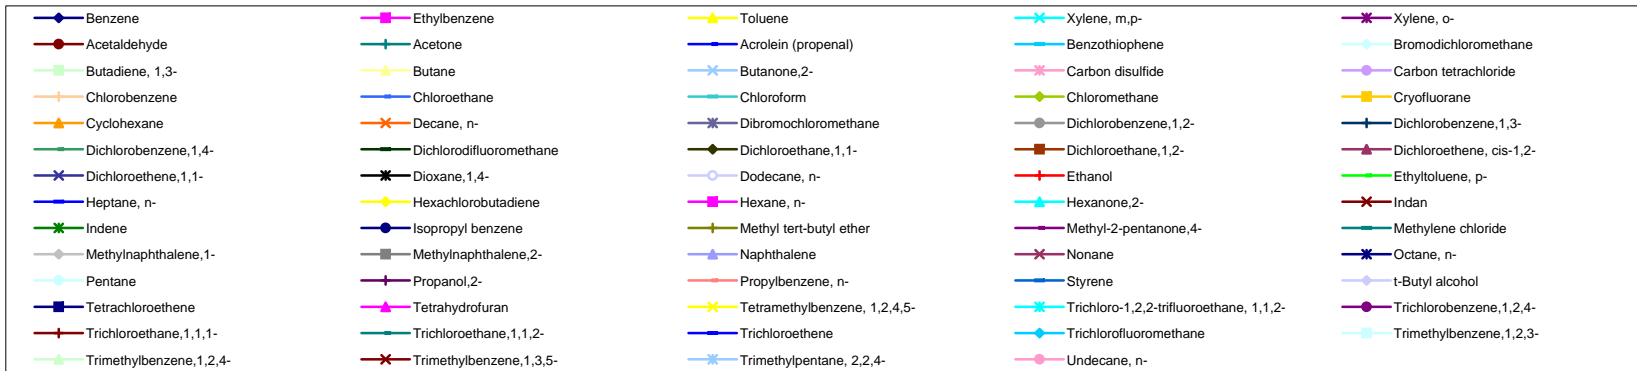 Benzene Ethylbenzene Toluene Xylene, m,p- Xylene, o-
Acetaldehyde Acetone Acrolein (propenal) Benzothiophene Bromodichloromethane
Butadiene, 1,3- Butane Butanone,2- Carbon disulfide Carbon tetrachloride
Chlorobenzene Chloroethane Chloroform Chloromethane Cryofluorane
Cyclohexane Decane, n- Dibromochloromethane Dichlorobenzene,1,2- Dichlorobenzene,1,3-
Dichlorobenzene,1,4- Dichlorodifluoromethane Dichloroethane,1,1- Dichloroethane,1,2- Dichloroethene, cis-1,2-
Dichloroethene,1,1- Dioxane,1,4- Dodecane, n- Ethanol Ethyltoluene, p-
Heptane, n- Hexachlorobutadiene Hexane, n- Hexanone,2- Indan
Indene Isopropyl benzene Methyl tert-butyl ether Methyl-2-pentanone,4- Methylene chloride
Methylnaphthalene,1- Methylnaphthalene,2- Naphthalene Nonane Octane, n-
Pentane Propanol,2- Propylbenzene, n- Styrene t-Butyl alcohol
Tetrachloroethene Tetrahydrofuran Tetramethylbenzene, 1,2,4,5- Trichloro-1,2,2-trifluoroethane, 1,1,2- Trichlorobenzene,1,2,4-
Trichloroethane,1,1,1- Trichloroethane,1,1,2- Trichloroethene Trichlorofluoromethane Trimethylbenzene,1,2,3-
Trimethylbenzene,1,2,4- Trimethylbenzene,1,3,5- Trimethylpentane, 2,2,4- Undecane, n-